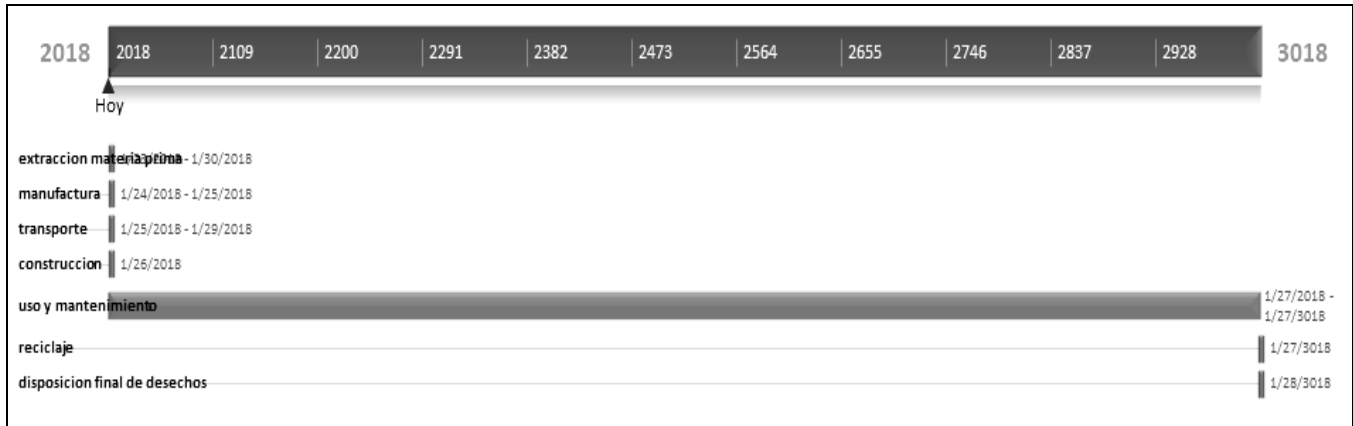 2018 2018 2109 2200 2291 2382 2473 2564 2655 2746 2837 2928 3018
Hoy
extraccion materia prima - 1/30/2018
manufactura 1/24/2018 - 1/25/2018
transporte 1/25/2018 - 1/29/2018
construccion 1/26/2018
uso y mantenimiento 1/27/2018 -
1/27/3018
reciclaje 1/27/3018
disposicion final de desechos 1/28/3018